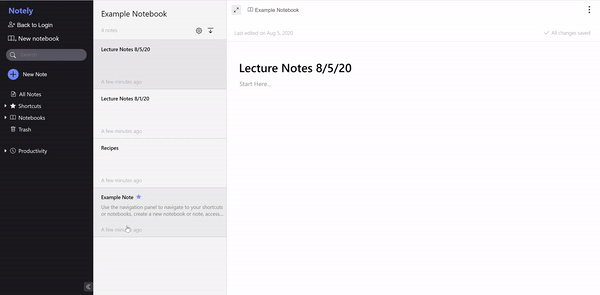 Notely
Back to Login
New notebook
Search
New Note
All Notes
Shortcuts
Notebooks
Trash
Productivity
Example Notebook
4 notes
Lecture Notes 8/5/20
A few minutes ago
Lecture Notes 8/1/20
A few minutes ago
Recipes
A few minutes ago
Example Note
Use the navigation panel to navigate to your shortcuts
or notebooks, create a new notebook or note, access...
A few minutes ago
Example Notebook
Last edited on Aug 5, 2020
All changes saved
Lecture Notes 8/5/20
Start Here...